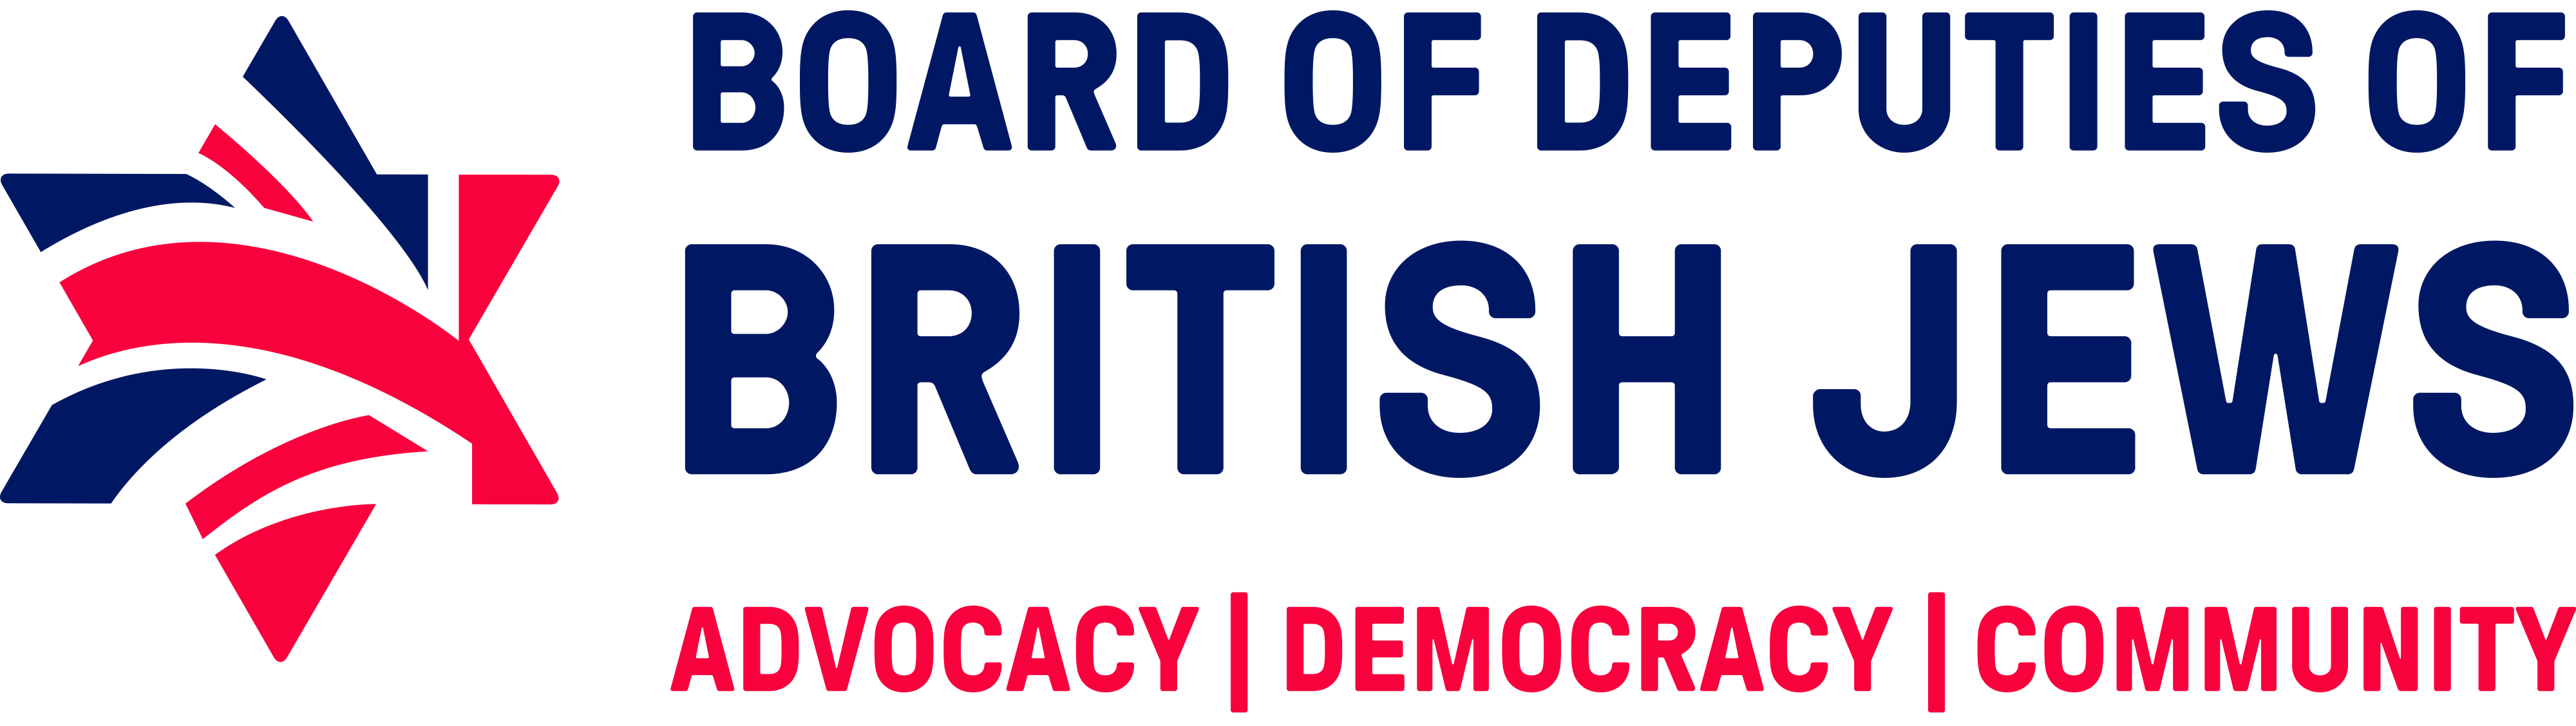 BOARD OF DEPUTIES OF
BRITISH JEWS
ADVOCACY | DEMOCRACY | COMMUNITY